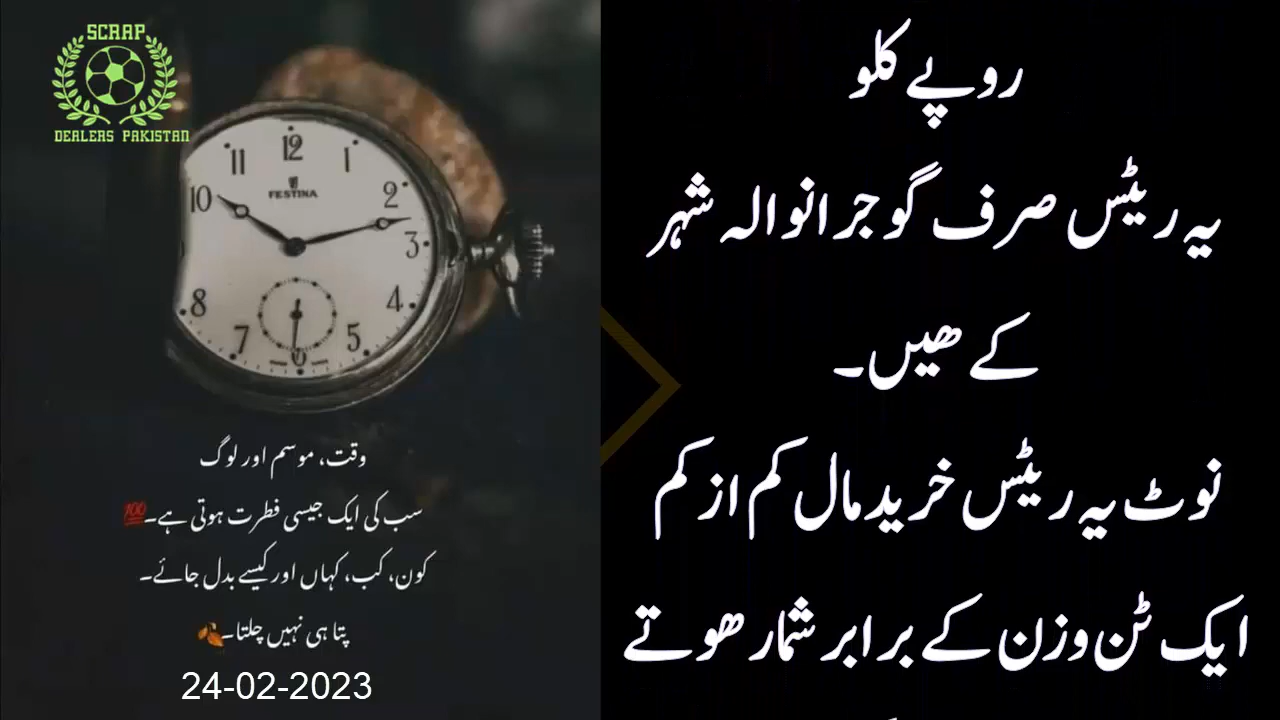 SCRAP
DEALERS PAKISTAN
12
11
1
10
2
FESTINA
3
8
4
7
5
6
وقت، موسم اور لوگ
سب کی ایک جیسی فطرت ہوتی ہے۔💯
کون، کب، کہاں اور کیسے بدل جائے۔
پتا ہی نہیں چلتا۔🍂
24-02-2023
روپے کلو
یہ ریٹس صرف گوجرانوالہ شہر
کے ھیں۔
نوٹ یہ ریٹس خرید مال کم از کم
ایک ٹن وزن کے برابر شمار ھوتے